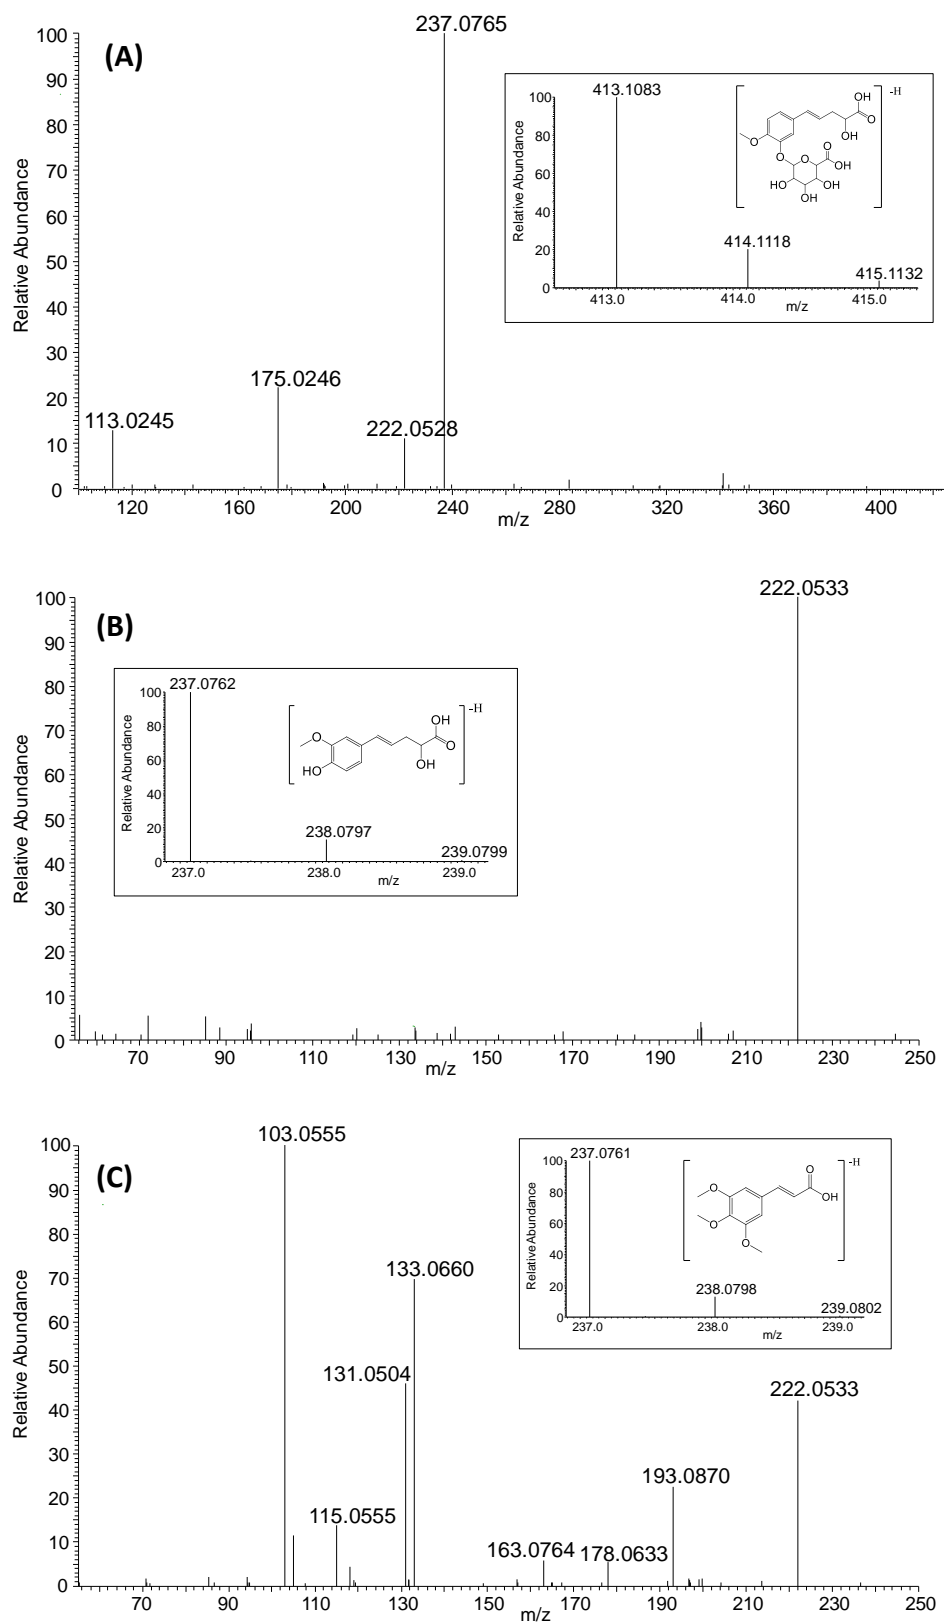 237.0765
100
(A)
90
80
70
60
50
40
30
20
10
0
Relative Abundance
175.0246
113.0245
222.0528
120 160 200 240 280 320 360 400
m/z
413.1083
100
80
60
40
20
0
Relative Abundance
414.1118
415.1132
413.0 414.0 415.0
m/z
-H
OH
O
OH
O
O
O
O
OH
HO
OH
OH
222.0533
100
(B)
90
80
70
60
50
40
30
20
10
0
Relative Abundance
70 90 110 130 150 170 190 210 230 250
m/z
237.0762
100
80
60
40
20
0
Relative Abundance
238.0797
239.0799
237.0 238.0 239.0
m/z
-H
OH
O
O
OH
HO
103.0555
100
(C)
90
80
70
60
50
40
30
20
10
0
Relative Abundance
133.0660
131.0504
222.0533
193.0870
115.0555
163.0764 178.0633
70 90 110 130 150 170 190 210 230 250
m/z
237.0761
100
80
60
40
20
0
Relative Abundance
238.0798
239.0802
237.0 238.0 239.0
m/z
-H
O
O
OH
O
O